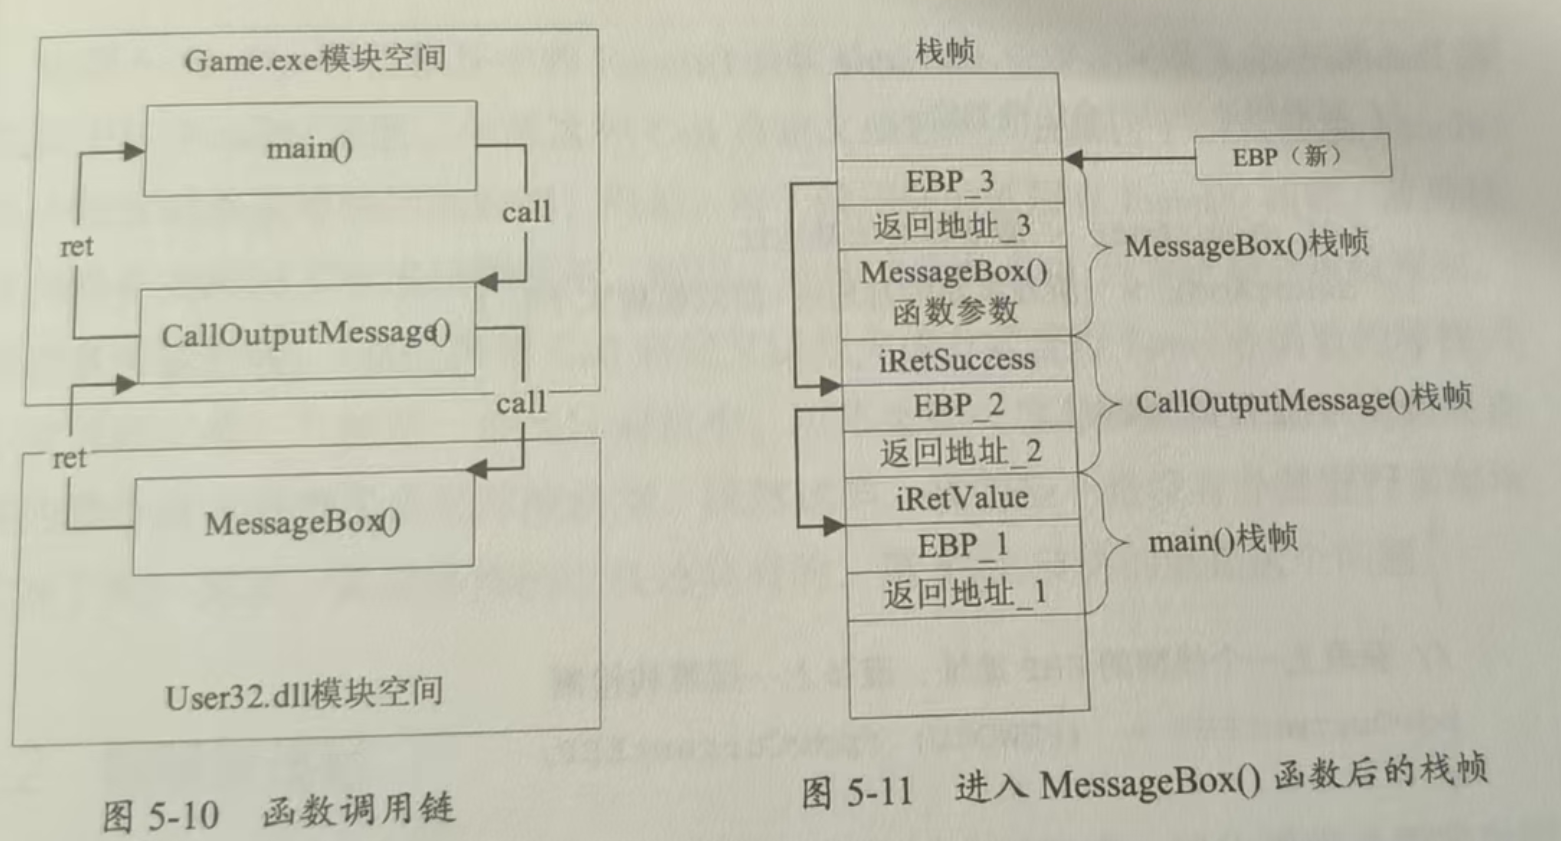 Game.exe模块空间
main()
call
ret
CallOutputMessage()
call
ret
MessageBox()
User32.dll模块空间
图 5-10 函数调用链
栈帧
EBP（新）
EBP_3
返回地址_3
MessageBox()
函数参数
MessageBox()栈帧
iRetSuccess
EBP_2
返回地址_2
CallOutputMessage()栈帧
iRetValue
EBP_1
返回地址_1
main()栈帧
图 5-11 进入 MessageBox() 函数后的栈帧